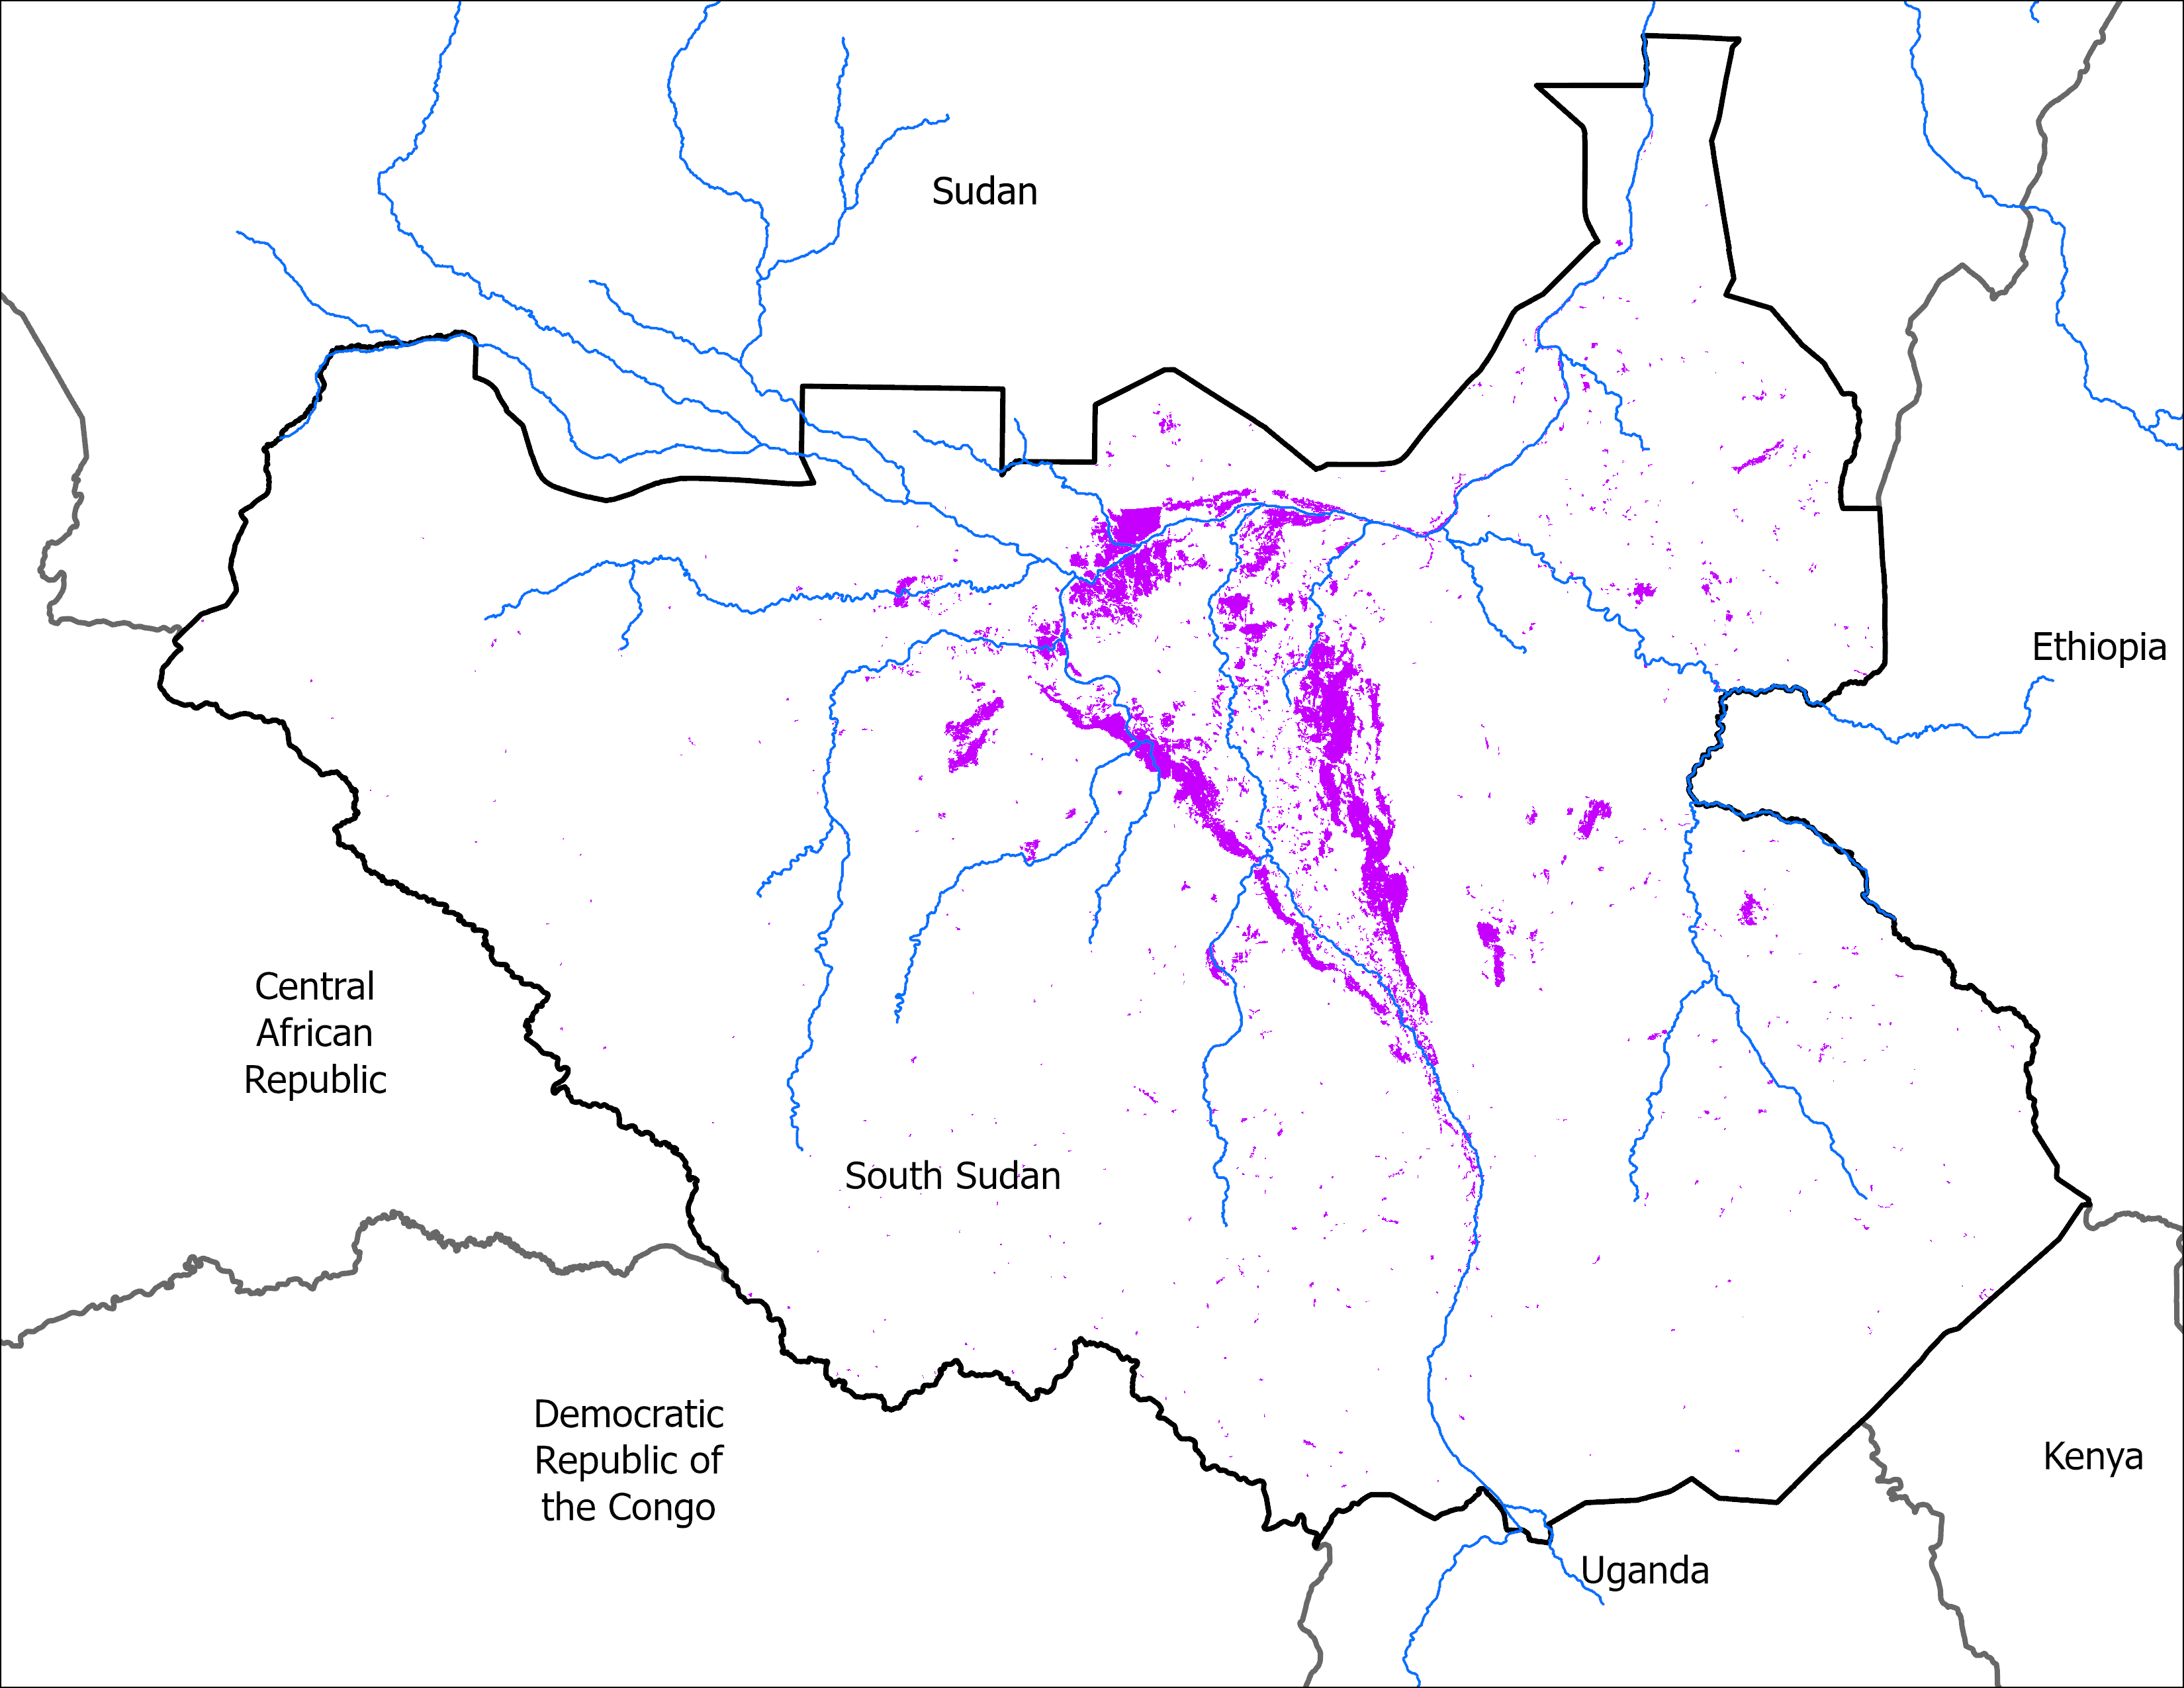 Sudan
Ethiopia
Central
African
Republic
South Sudan
Democratic
Republic of
the Congo
Kenya
Uganda